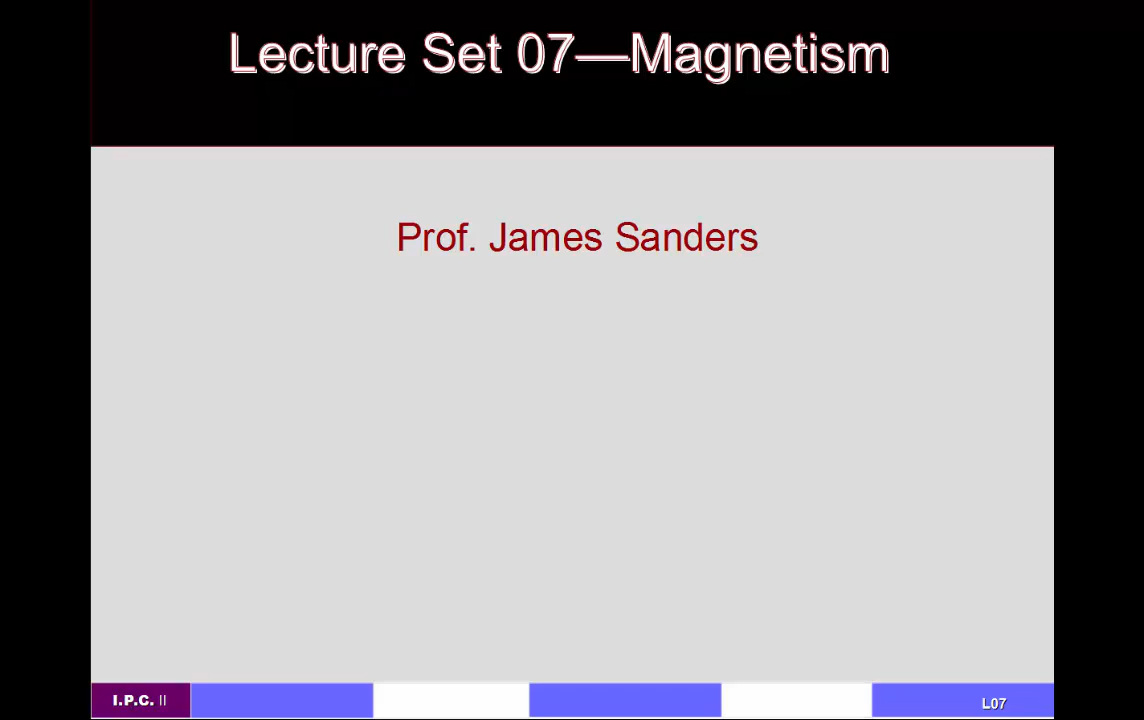 Lecture Set 07—Magnetism
Prof. James Sanders
I.P.C. II
L07